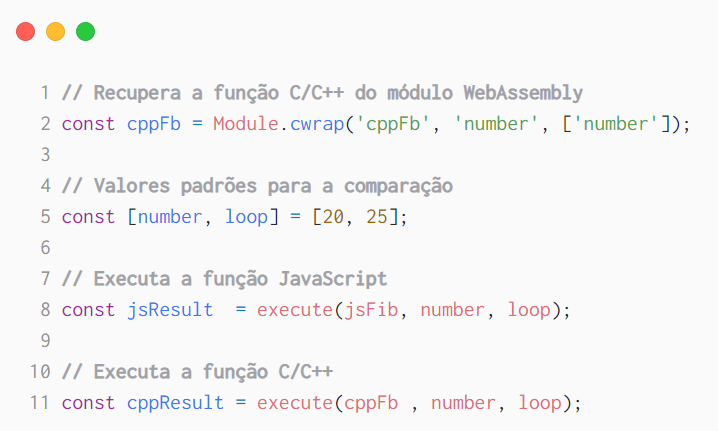 1 // Recupera a função C/C++ do módulo WebAssembly
2 const cppFb = Module.cwrap('cppFb', 'number', ['number']);
3
4 // Valores padrões para a comparação
5 const [number, loop] = [20, 25];
6
7 // Executa a função JavaScript
8 const jsResult  = execute(jsFib, number, loop);
9
10 // Executa a função C/C++
11 const cppResult = execute(cppFb , number, loop);